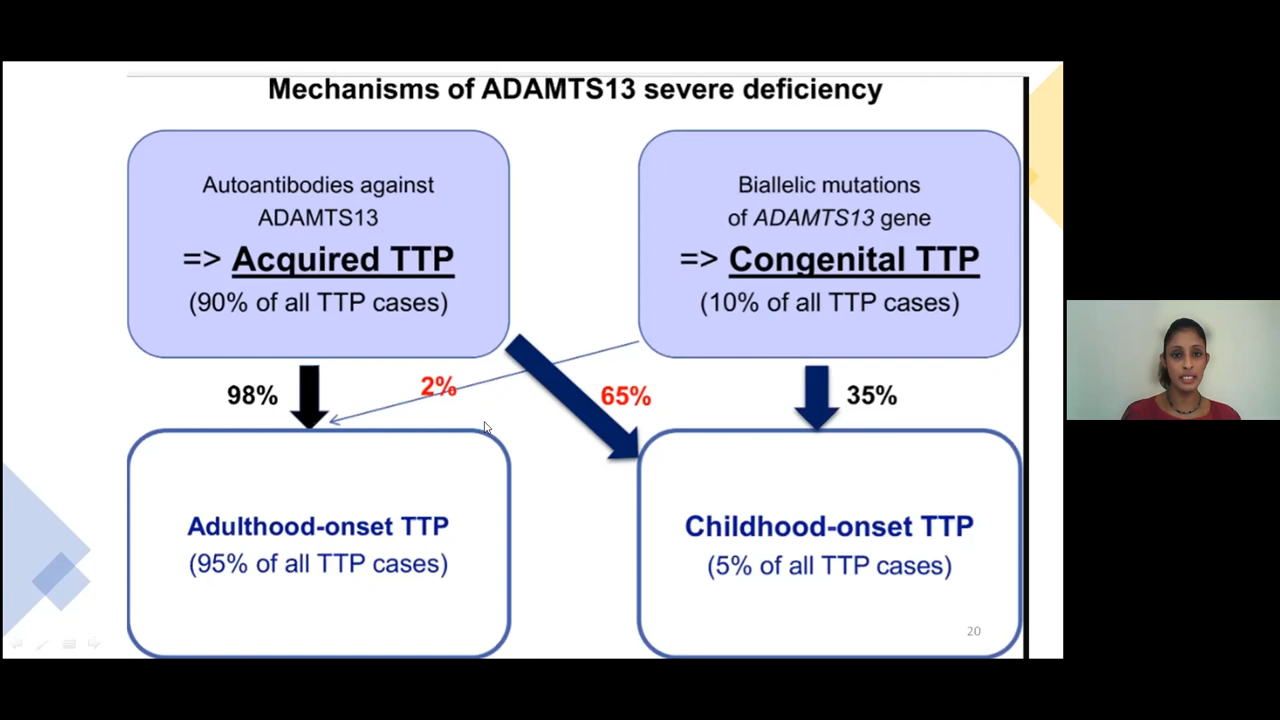 Mechanisms of ADAMTS13 severe deficiency
Autoantibodies against
ADAMTS13
=> Acquired TTP
(90% of all TTP cases)
Biallelic mutations
of ADAMTS13 gene
=> Congenital TTP
(10% of all TTP cases)
98%
2%
65%
35%
Adulthood-onset TTP
(95% of all TTP cases)
Childhood-onset TTP
(5% of all TTP cases)
20